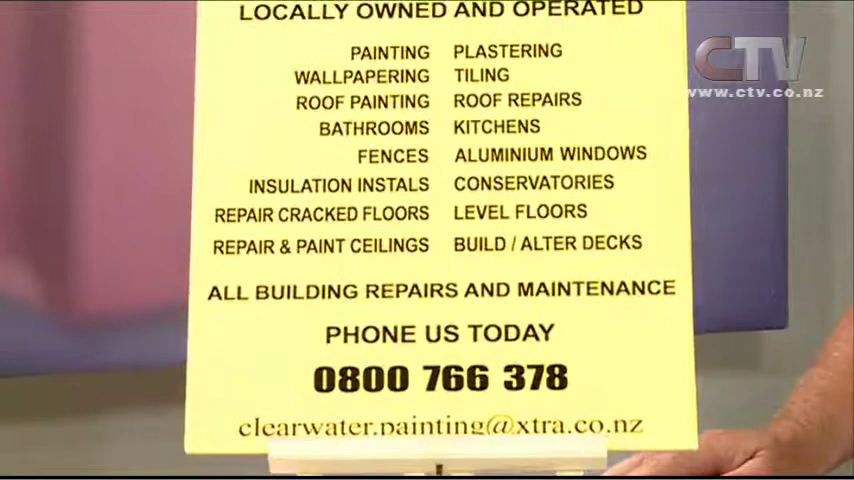 LOCALLY OWNED AND OPERATED
CTV
www.ctv.co.nz
PAINTING PLASTERING
WALLPAPERING TILING
ROOF PAINTING ROOF REPAIRS
BATHROOMS KITCHENS
FENCES ALUMINIUM WINDOWS
INSULATION INSTALS CONSERVATORIES
REPAIR CRACKED FLOORS LEVEL FLOORS
REPAIR & PAINT CEILINGS BUILD / ALTER DECKS
ALL BUILDING REPAIRS AND MAINTENANCE
PHONE US TODAY
0800 766 378
clearwater.painting@xtra.co.nz